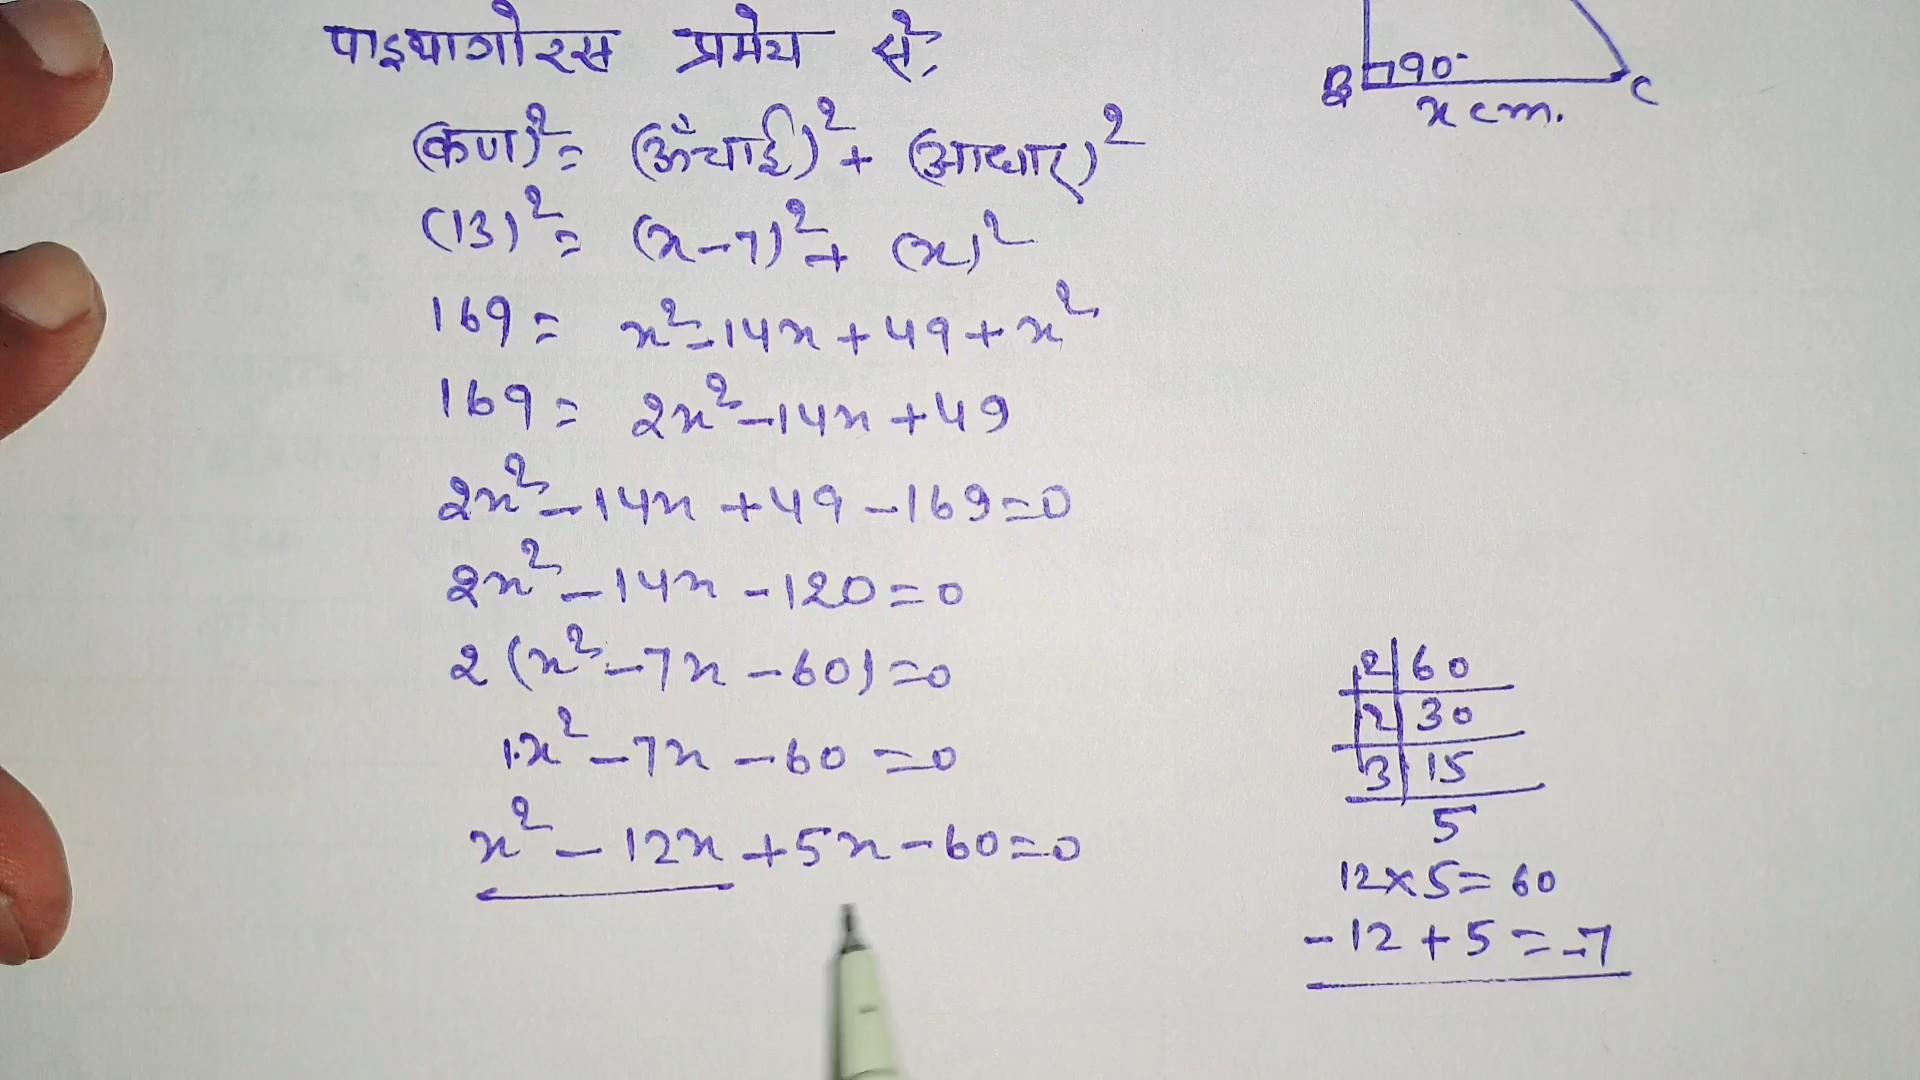 पाइथागोरस प्रमेय से,
(कर्ण)² = (ऊँचाई)² + (आधार)²
(13)² = (x-7)² + (x)²
169 = x² - 14x + 49 + x²
169 = 2x² - 14x + 49
2x² - 14x + 49 - 169 = 0
2x² - 14x - 120 = 0
2(x² - 7x - 60) = 0
1x² - 7x - 60 = 0
x² - 12x + 5x - 60 = 0
B 90° C
x cm.
2|60
2|30
3|15
5
12×5 = 60
-12 + 5 = -7